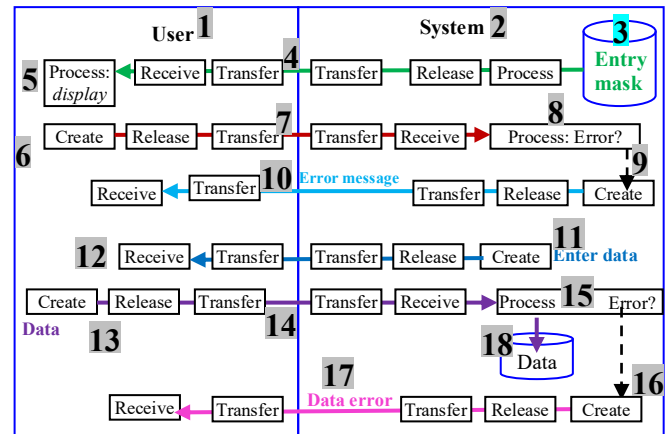 User 1
System 2
3
Entry
mask
4
5
Process:
display
Receive
Transfer
Transfer
Release
Process
6
Create
Release
Transfer
7
Transfer
Receive
8
Process: Error?
9
Receive
Transfer
10
Error message
Transfer
Release
Create
11
Enter data
12
Receive
Transfer
Transfer
Release
Create
Create
Release
Transfer
Transfer
Receive
Process
15
Error?
Data
13
14
18
Data
16
17
Receive
Transfer
Data error
Transfer
Release
Create